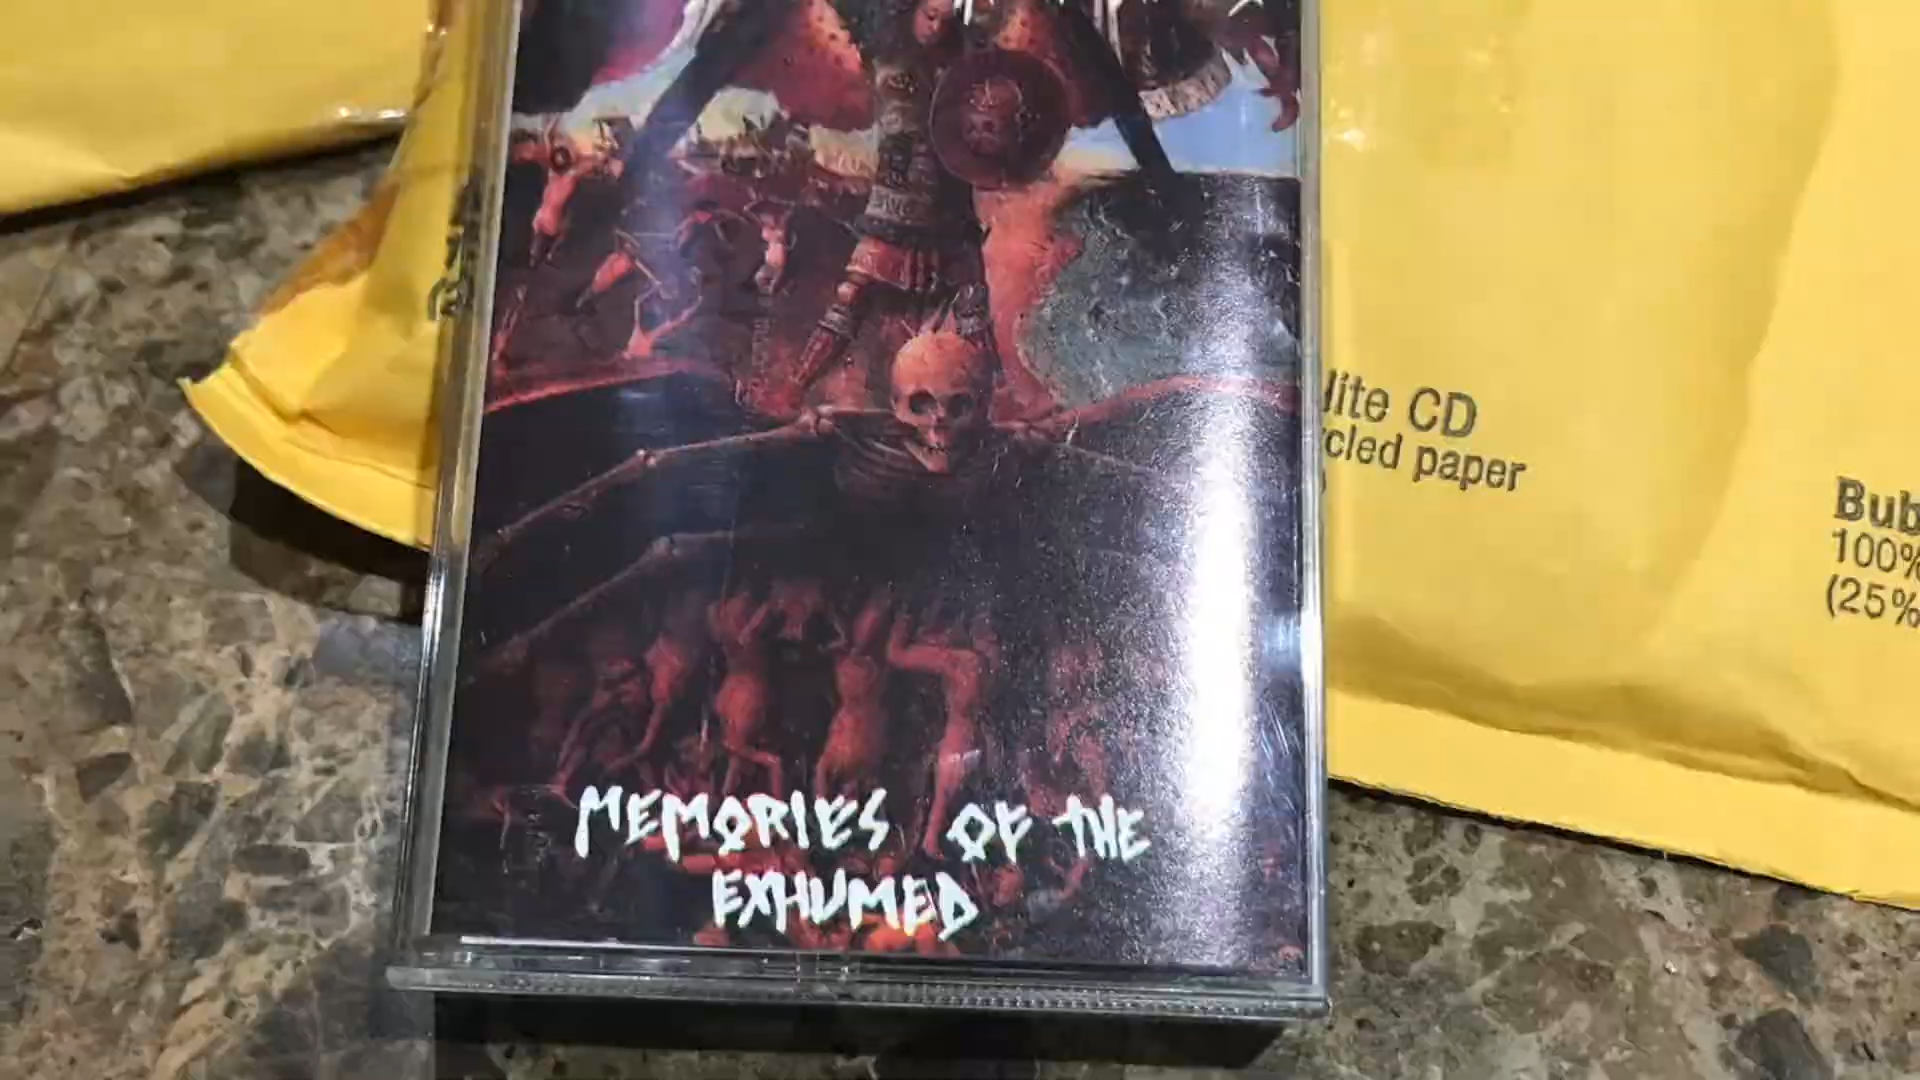 MEMORIES OF THE
EXHUMED
lite CD
cled paper
Bub
100%
(25%